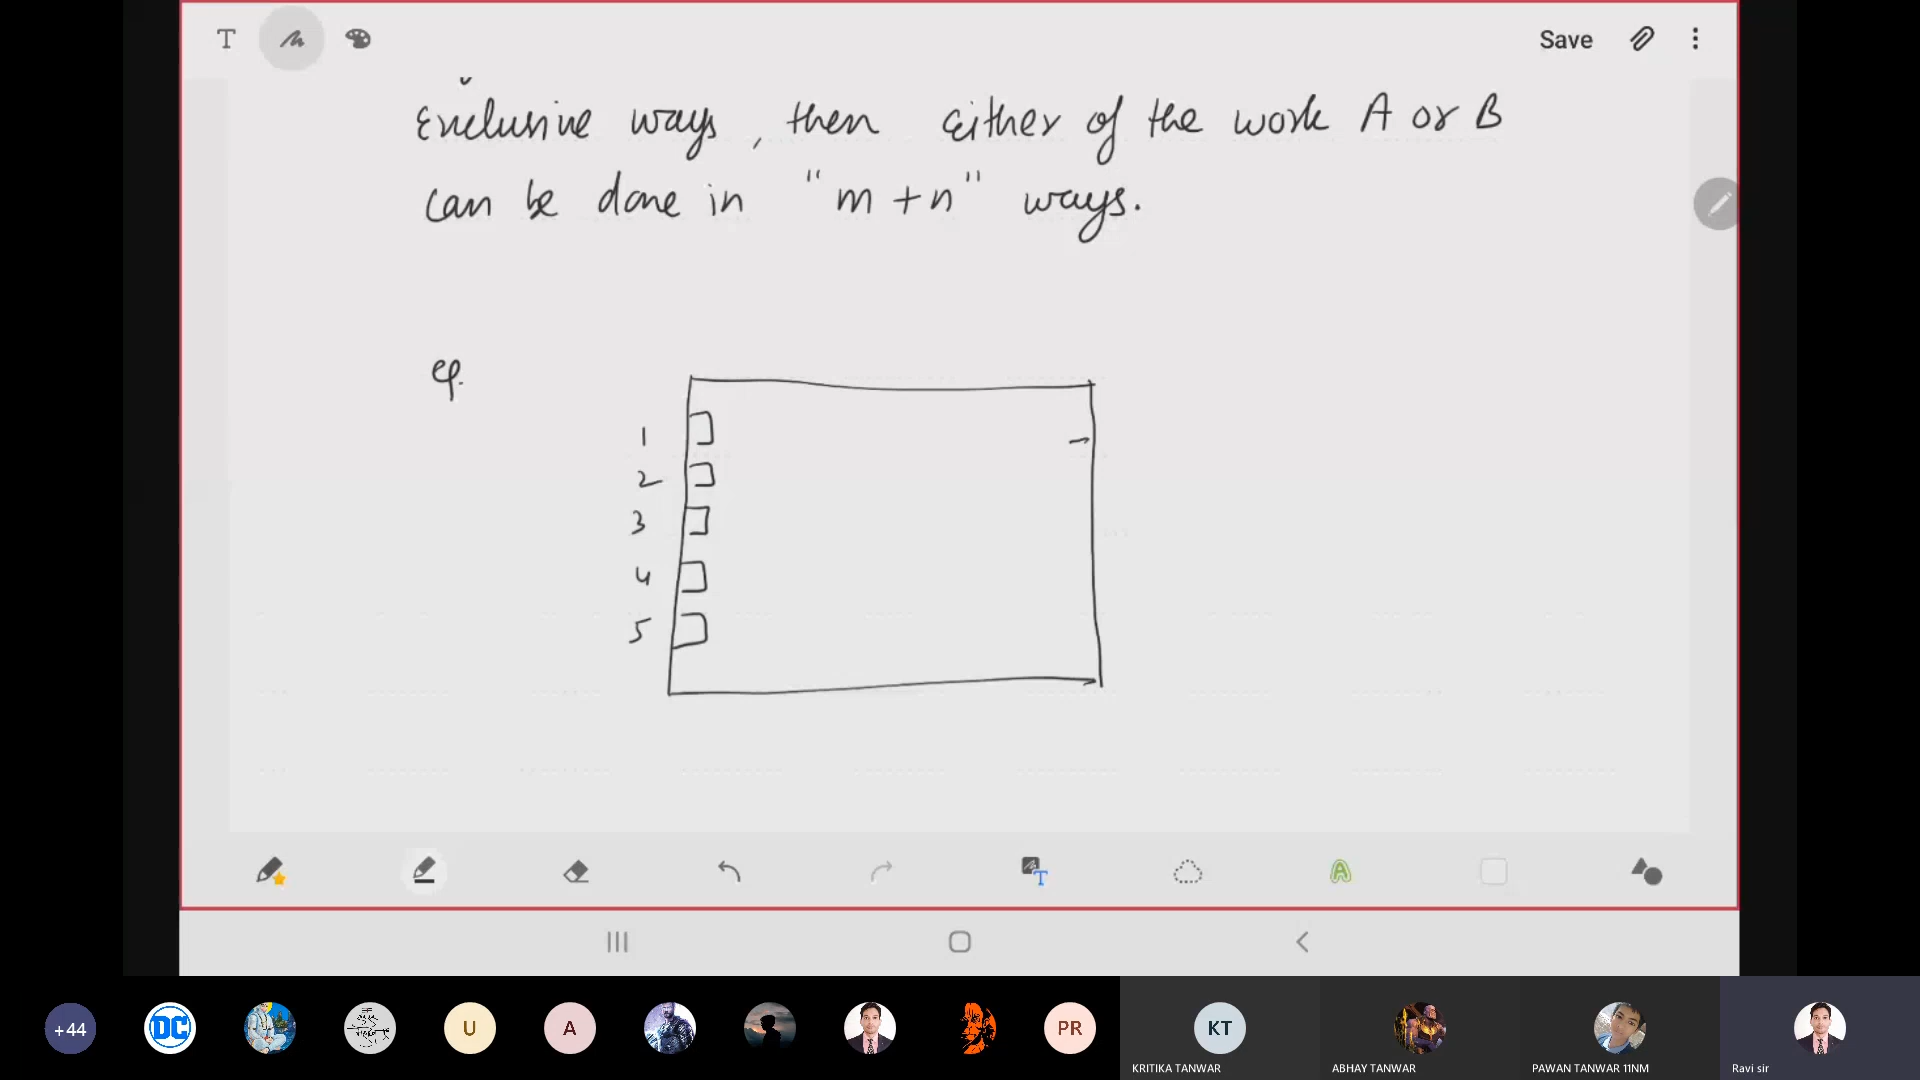 T
Save
Exclusive ways, then Either of the work A or B
can be done in "m+n" ways.
eg.
1
2
3
4
5
T
A
+44
DC
U
A
PR
KT
KRITIKA TANWAR
ABHAY TANWAR
PAWAN TANWAR 11NM
Ravi sir